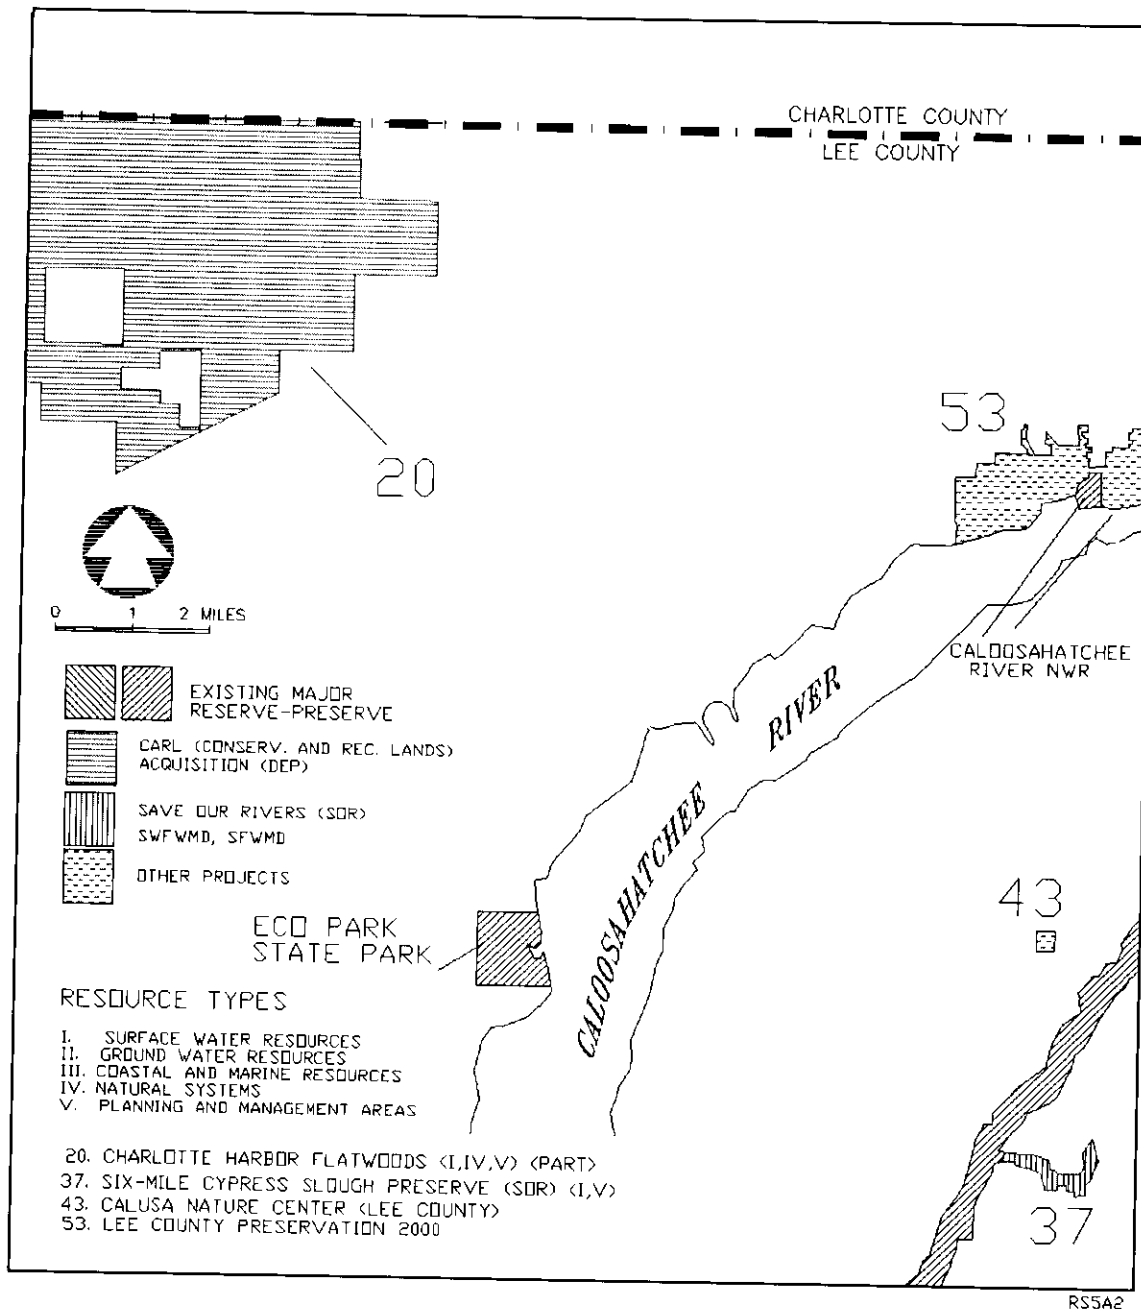 CHARLOTTE COUNTY
LEE COUNTY
53
20
0 1 2 MILES
CALOOSAHATCHEE
RIVER NWR
EXISTING MAJOR
RESERVE-PRESERVE
CARL (CONSERV. AND REC. LANDS)
ACQUISITION (DEP)
SAVE OUR RIVERS (SOR)
SWFWMD, SFWMD
OTHER PROJECTS
CALOOSAHATCHEE RIVER
43
ECO PARK
STATE PARK
RESOURCE TYPES
I. SURFACE WATER RESOURCES
II. GROUND WATER RESOURCES
III. COASTAL AND MARINE RESOURCES
IV. NATURAL SYSTEMS
V. PLANNING AND MANAGEMENT AREAS
20. CHARLOTTE HARBOR FLATWOODS (I,IV,V) (PART)
37. SIX-MILE CYPRESS SLOUGH PRESERVE (SOR) (I,V)
43. CALUSA NATURE CENTER (LEE COUNTY)
53. LEE COUNTY PRESERVATION 2000
37
RS5A2